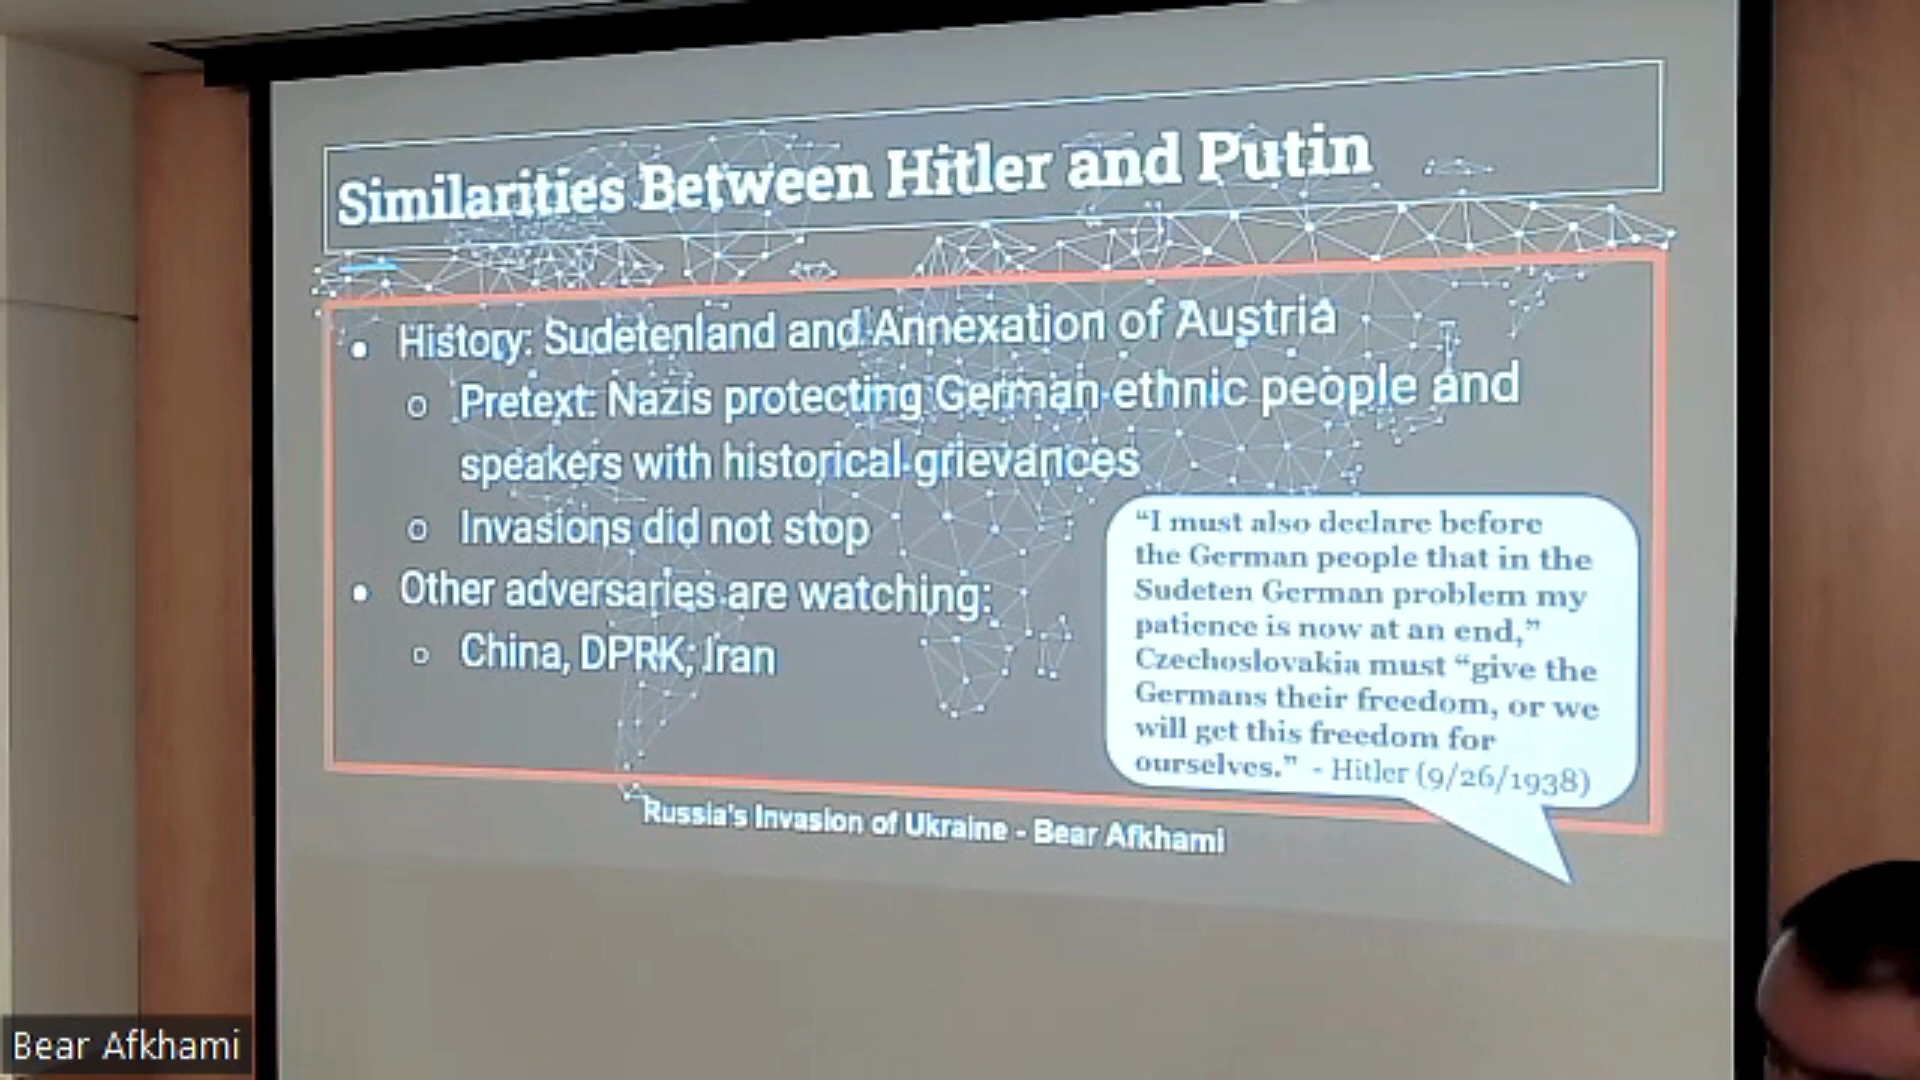 Similarities Between Hitler and Putin
• History: Sudetenland and Annexation of Austria
o Pretext: Nazis protecting German ethnic people and
speakers with historical grievances
o Invasions did not stop
• Other adversaries are watching:
o China, DPRK, Iran
“I must also declare before
the German people that in the
Sudeten German problem my
patience is now at an end,”
Czechoslovakia must “give the
Germans their freedom, or we
will get this freedom for
ourselves.” - Hitler (9/26/1938)
Russia's Invasion of Ukraine - Bear Afkhami
Bear Afkhami